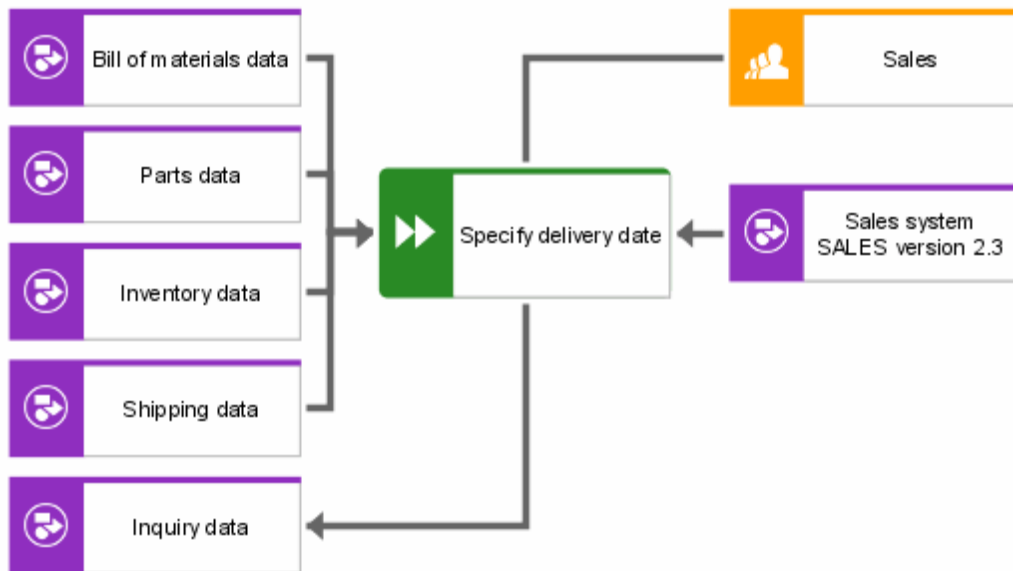 Bill of materials data
Sales
Parts data
Specify delivery date
Sales system
SALES version 2.3
Inventory data
Shipping data
Inquiry data